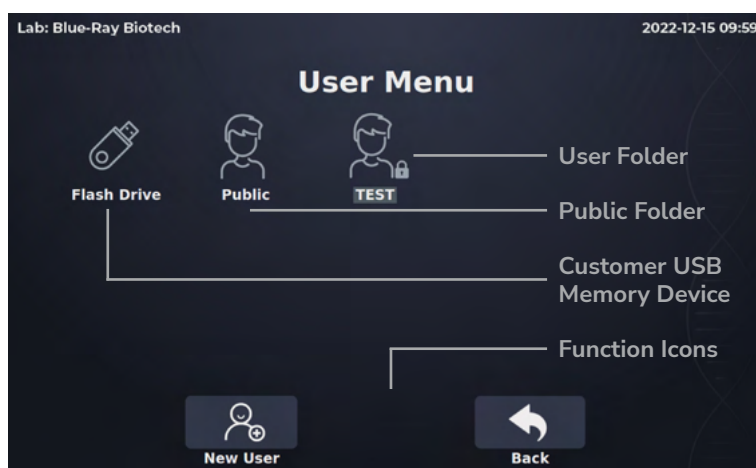 Lab: Blue-Ray Biotech
2022-12-15 09:59
User Menu
Flash Drive
Public
TEST
User Folder
Public Folder
Customer USB
Memory Device
Function Icons
New User
Back